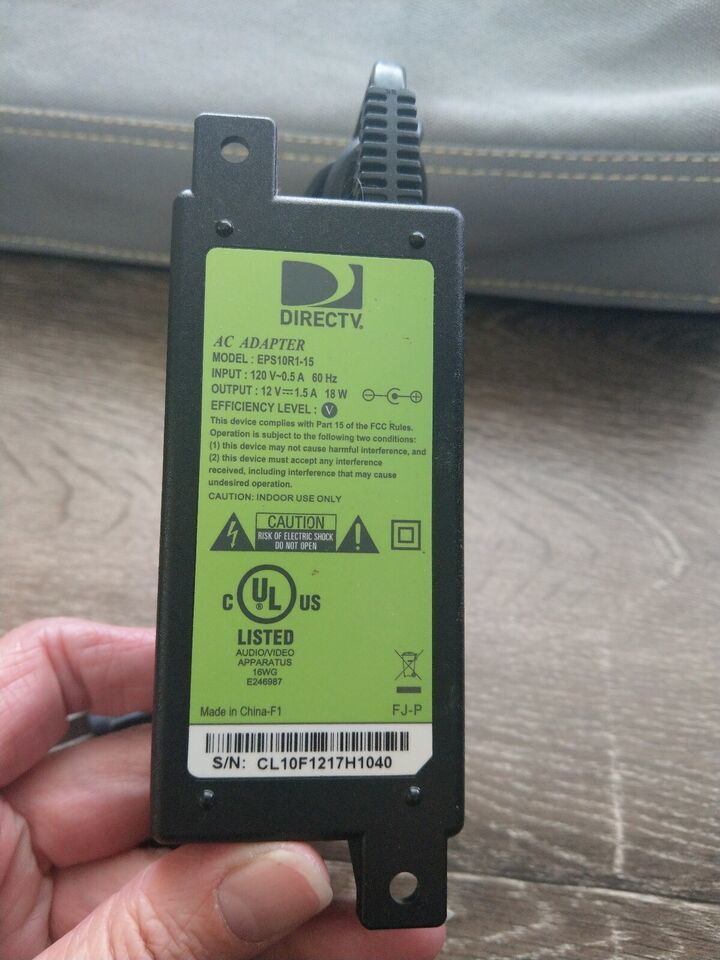 DIRECTV.
AC ADAPTER
MODEL : EPS10R1-15
INPUT : 120 V~0.5 A 60 Hz
OUTPUT : 12 V⎓1.5 A 18 W
EFFICIENCY LEVEL : V
This device complies with Part 15 of the FCC Rules.
Operation is subject to the following two conditions:
(1) this device may not cause harmful interference, and
(2) this device must accept any interference
received, including interference that may cause
undesired operation.
CAUTION: INDOOR USE ONLY
CAUTION
RISK OF ELECTRIC SHOCK
DO NOT OPEN
C UL ® US
LISTED
AUDIO/VIDEO
APPARATUS
16WG
E246987
Made in China-F1 FJ-P
S/N: CL10F1217H1040